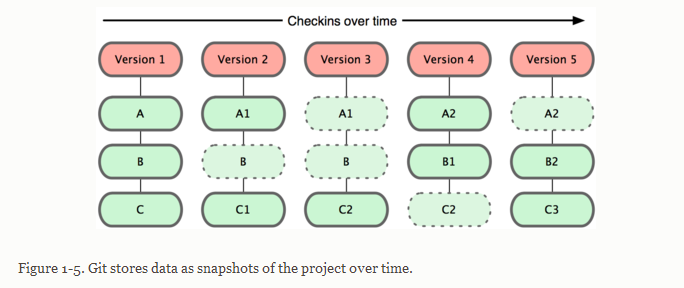 Checkins over time
Version 1 Version 2 Version 3 Version 4 Version 5
A A1 A1 A2 A2
B B B B1 B2
C C1 C2 C2 C3
Figure 1-5. Git stores data as snapshots of the project over time.